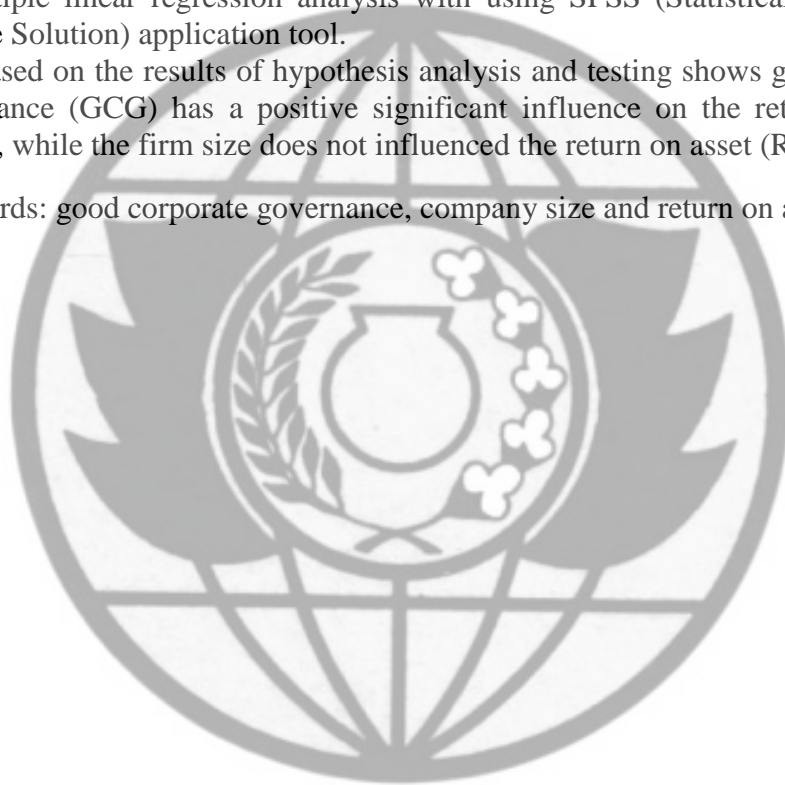 tiple linear regression analysis with using SPSS (Statistical
e Solution) application tool.
ased on the results of hypothesis analysis and testing shows g
ance (GCG) has a positive significant influence on the ret
, while the firm size does not influenced the return on asset (R
rds: good corporate governance, company size and return on a